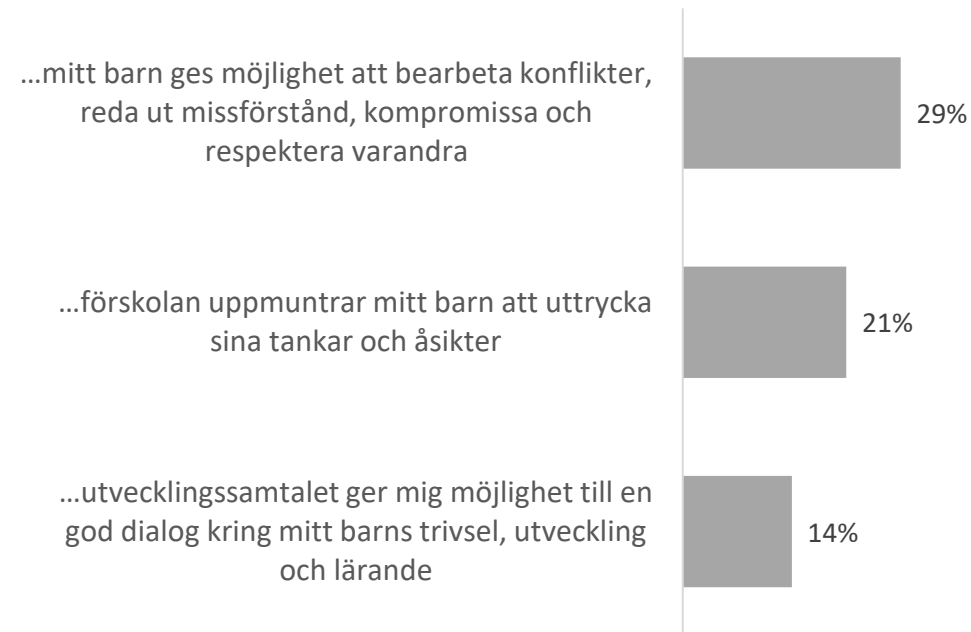 ...mitt barn ges möjlighet att bearbeta konflikter,
reda ut missförstånd, kompromissa och
respektera varandra
29%
...förskolan uppmuntrar mitt barn att uttrycka
sina tankar och åsikter
21%
...utvecklingssamtalet ger mig möjlighet till en
god dialog kring mitt barns trivsel, utveckling
och lärande
14%